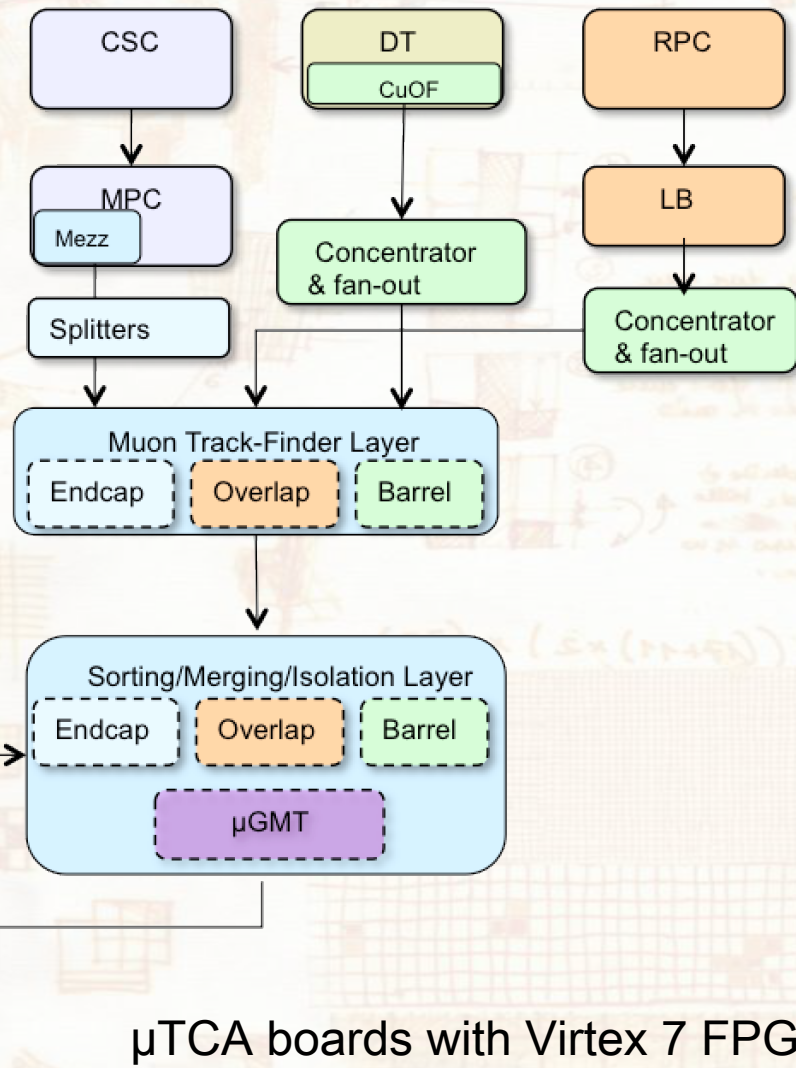 CSC
DT
CuOF
RPC
MPC
Mezz
LB
Concentrator
& fan-out
Splitters
Concentrator
& fan-out
Muon Track-Finder Layer
Endcap
Overlap
Barrel
Sorting/Merging/Isolation Layer
Endcap
Overlap
Barrel
µGMT
µTCA boards with Virtex 7 FPG